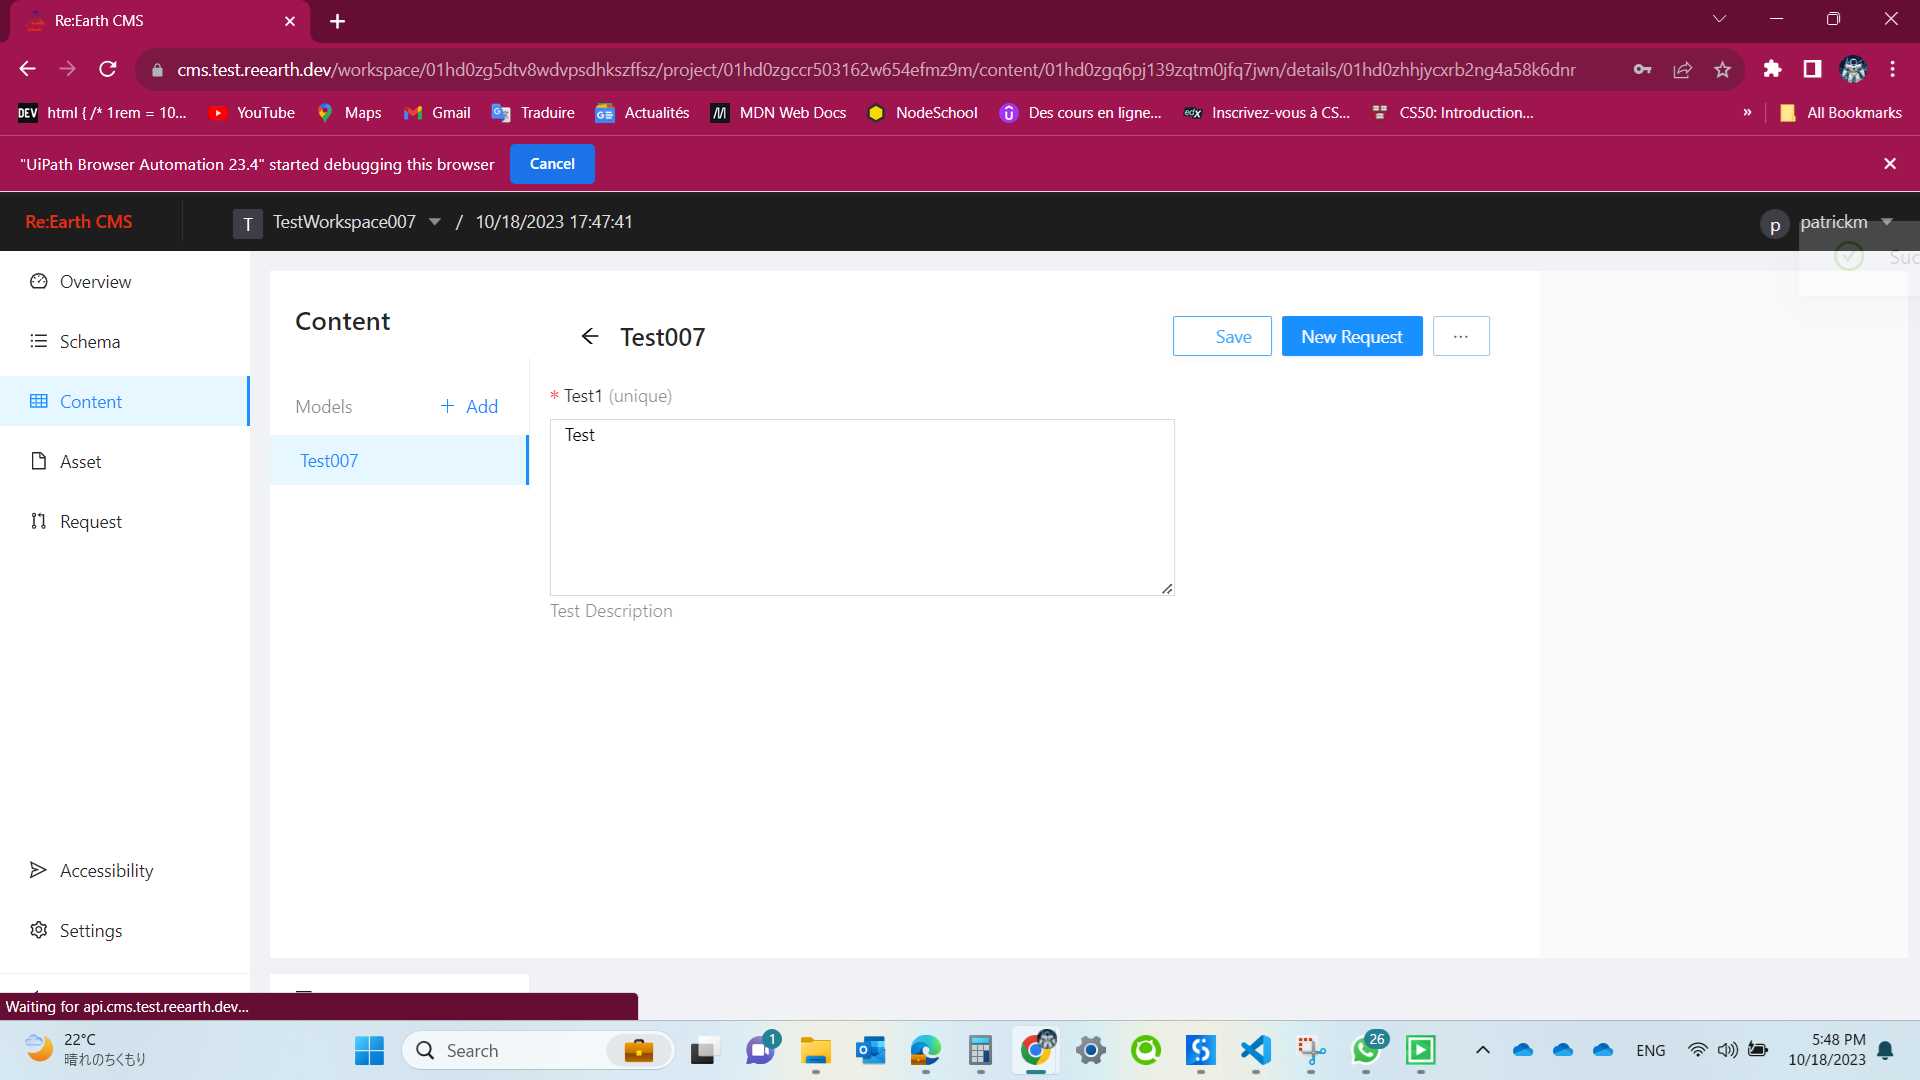 Re:Earth CMS
cms.test.reearth.dev/workspace/01hd0zg5dtv8wdvpsdhkszffsz/project/01hd0zgccr503162w654efmz9m/content/01hd0zgq6pj139zqtm0jfq7jwn/details/01hd0zhhjycxrb2ng4a58k6dnr
DEV html { /* 1rem = 10... YouTube Maps Gmail Traduire Actualités MDN Web Docs NodeSchool Des cours en ligne... edX Inscrivez-vous à CS... CS50: Introduction... » All Bookmarks
"UiPath Browser Automation 23.4" started debugging this browser Cancel
Re:Earth CMS T TestWorkspace007 / 10/18/2023 17:47:41 p patrickm
Suc
Overview
Schema
Content
Asset
Request
Accessibility
Settings
Content
Models + Add
Test007
Test007
Save New Request ...
* Test1 (unique)
Test
Test Description
Waiting for api.cms.test.reearth.dev...
22°C
晴れのちくもり
Search
1
26
ENG
5:48 PM
10/18/2023